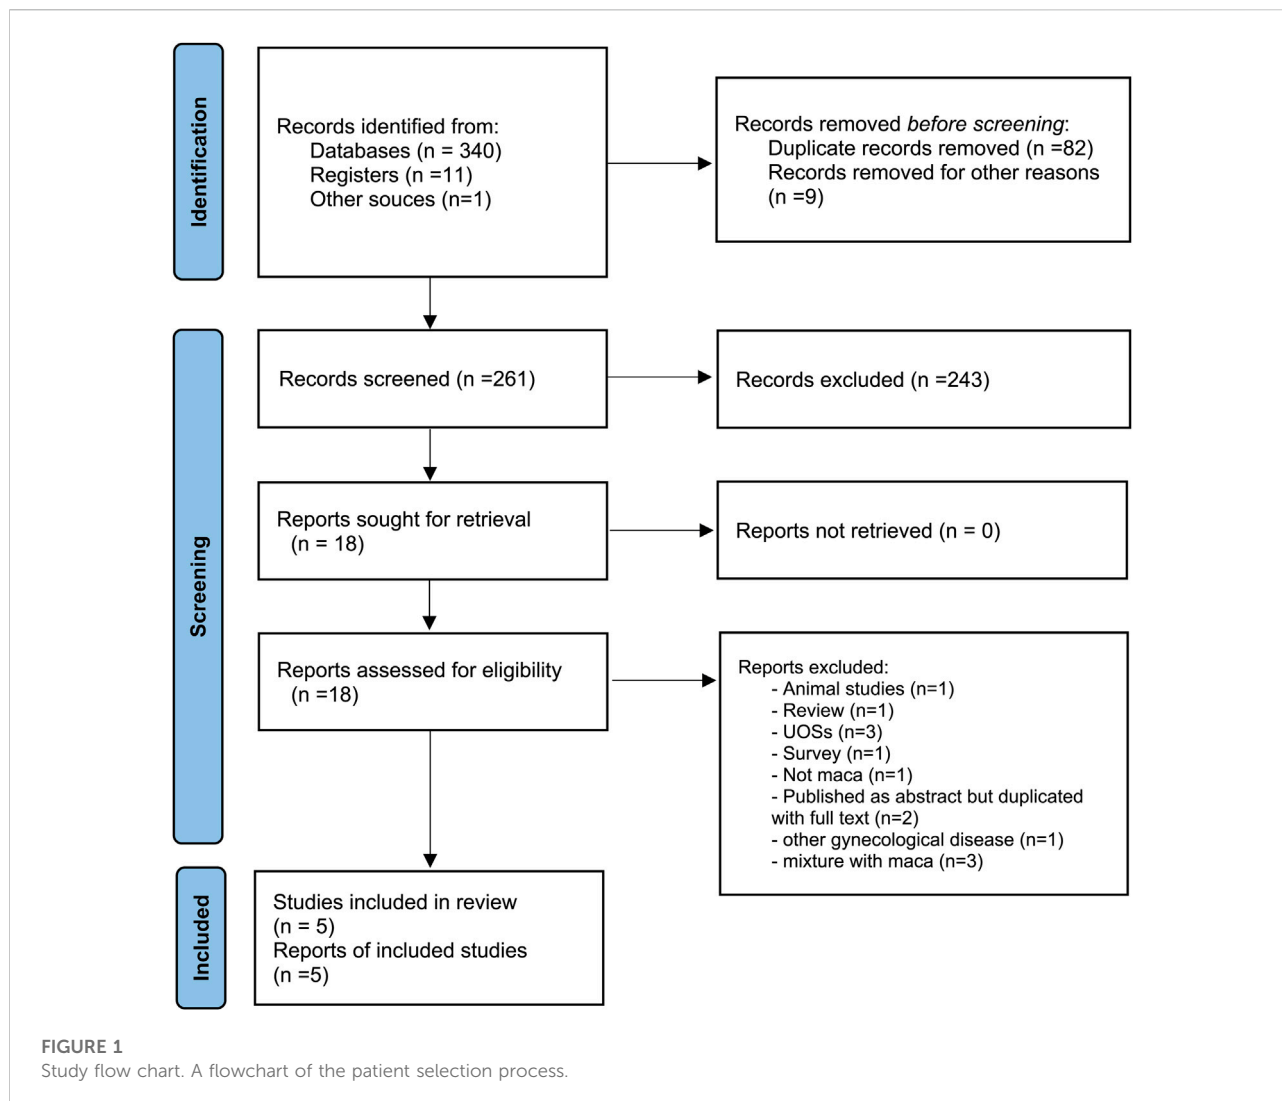 Identification
Records identified from:
Databases (n = 340)
Registers (n =11)
Other souces (n=1)
Records removed before screening:
Duplicate records removed (n =82)
Records removed for other reasons
(n =9)
Screening
Records screened (n =261)
Records excluded (n =243)
Reports sought for retrieval
(n = 18)
Reports not retrieved (n = 0)
Reports assessed for eligibility
(n =18)
Reports excluded:
- Animal studies (n=1)
- Review (n=1)
- UOSs (n=3)
- Survey (n=1)
- Not maca (n=1)
- Published as abstract but duplicated
with full text (n=2)
- other gynecological disease (n=1)
- mixture with maca (n=3)
Included
Studies included in review
(n = 5)
Reports of included studies
(n =5)
FIGURE 1
Study flow chart. A flowchart of the patient selection process.